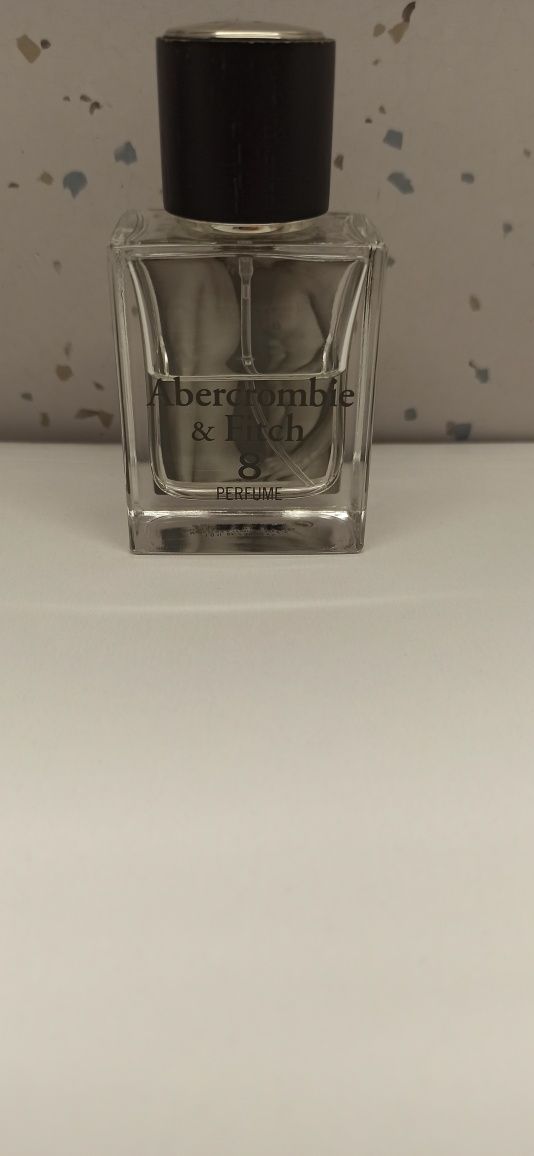 Abercrombie
& Fitch
8
PERFUME